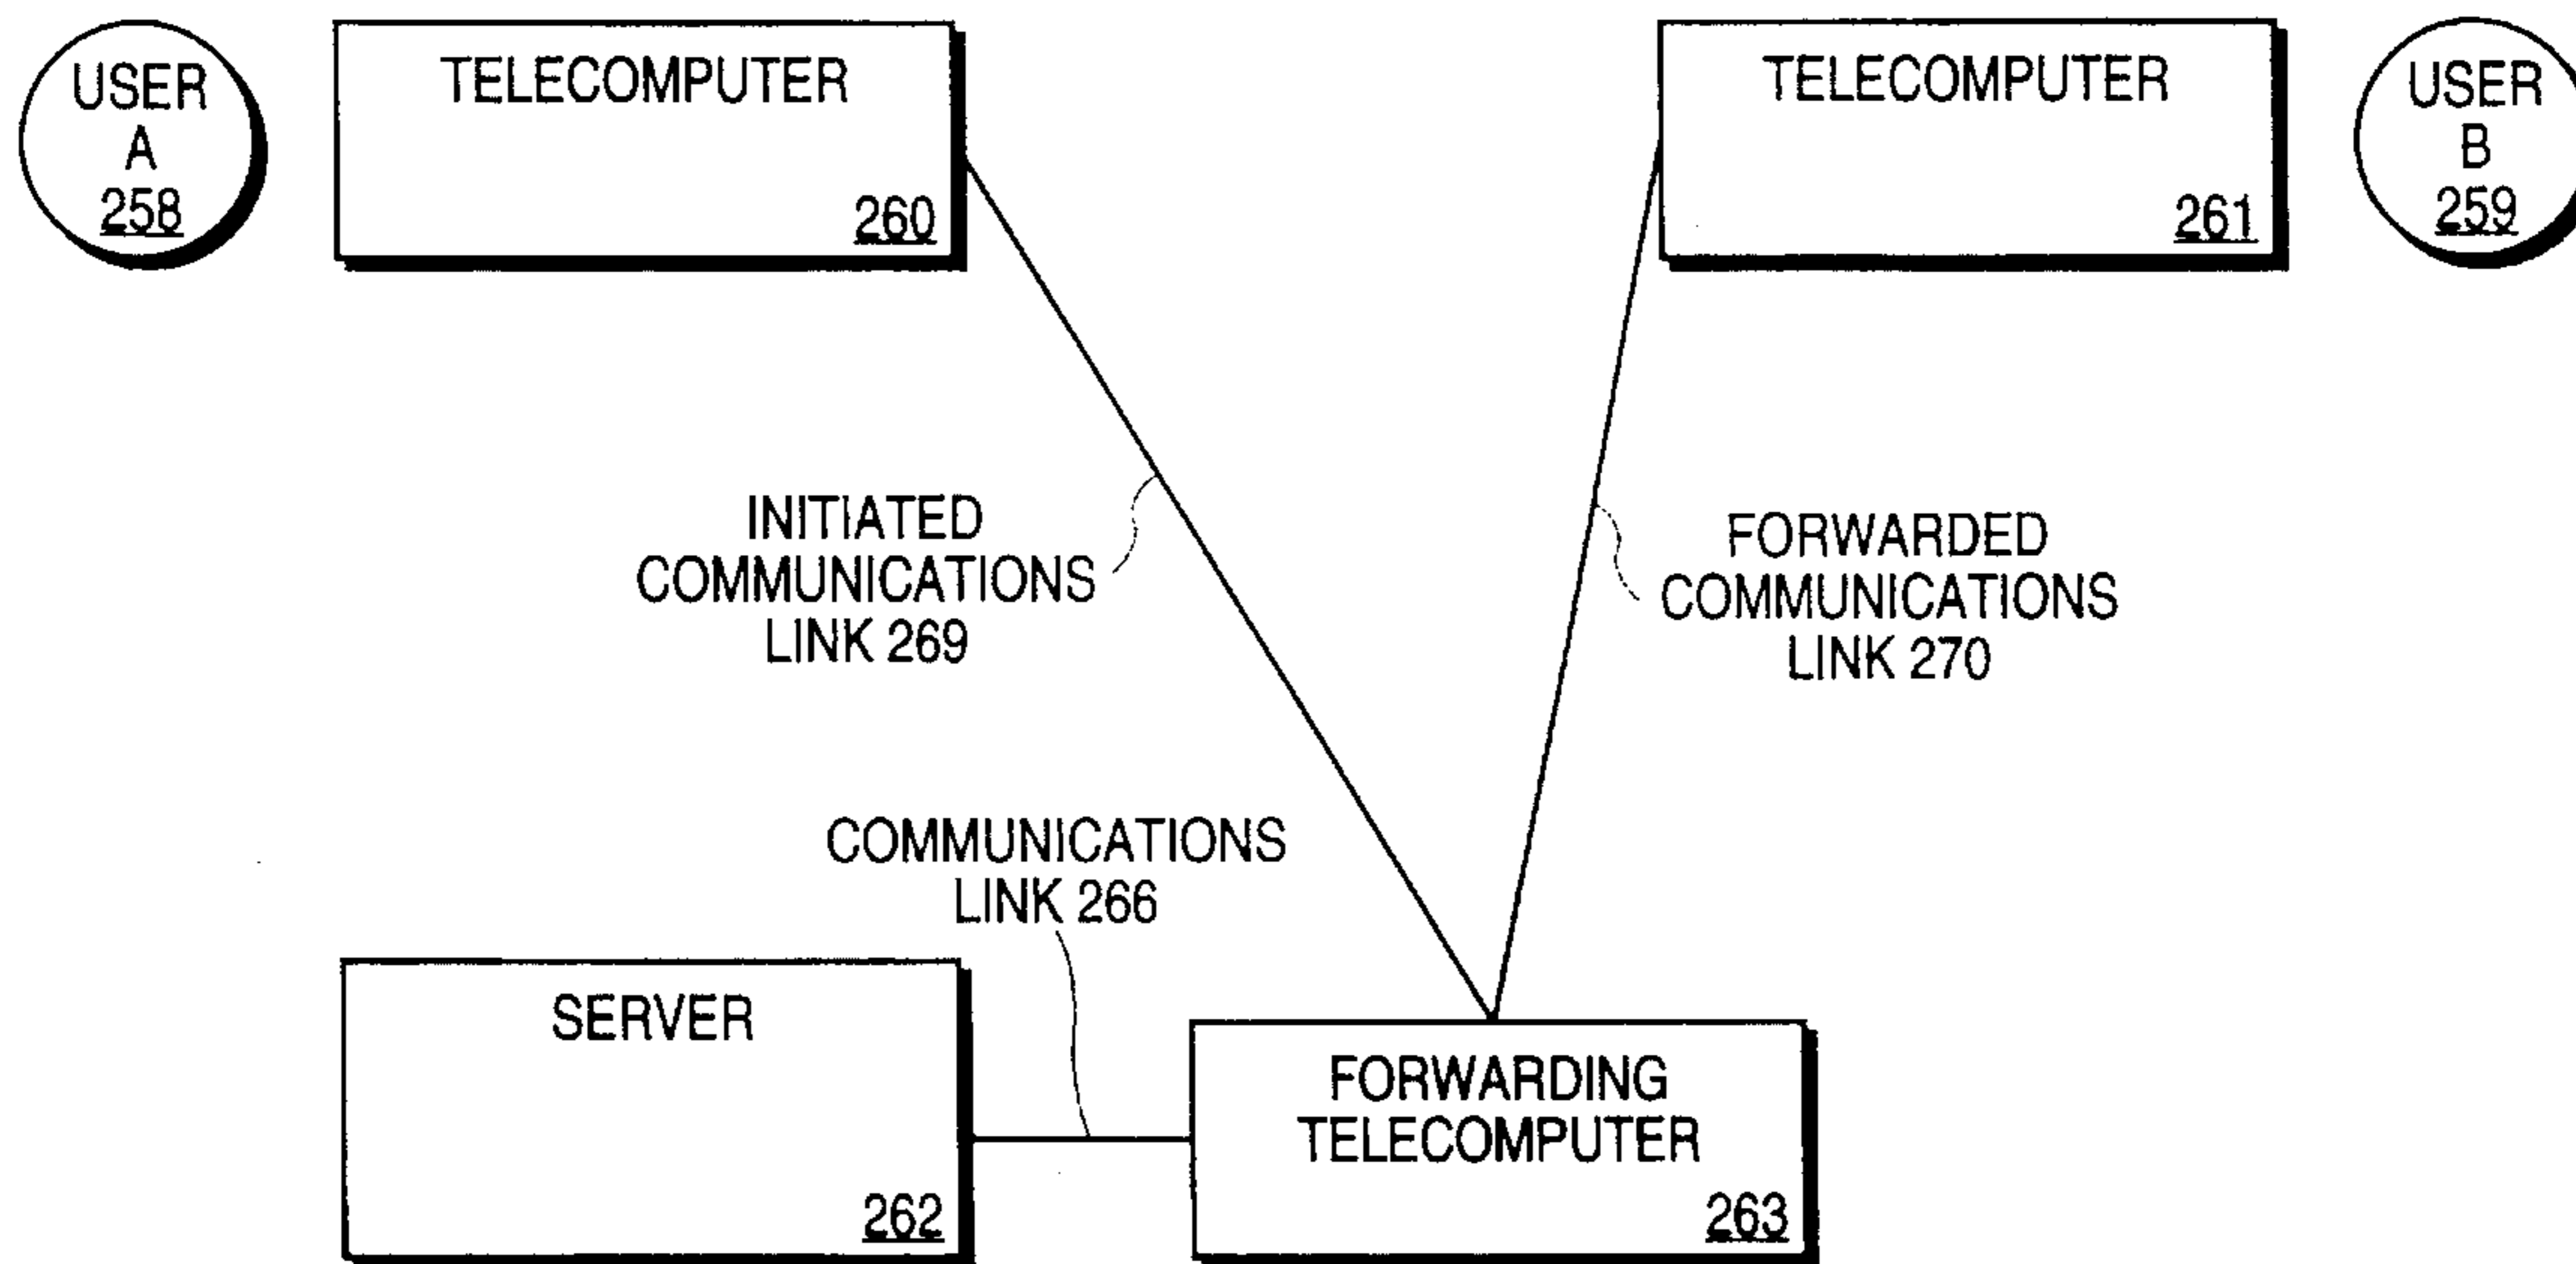 USER
A
258
TELECOMPUTER
260
TELECOMPUTER
261
USER
B
259
INITIATED
COMMUNICATIONS
LINK 269
FORWARDED
COMMUNICATIONS
LINK 270
COMMUNICATIONS
LINK 266
SERVER
262
FORWARDING
TELECOMPUTER
263